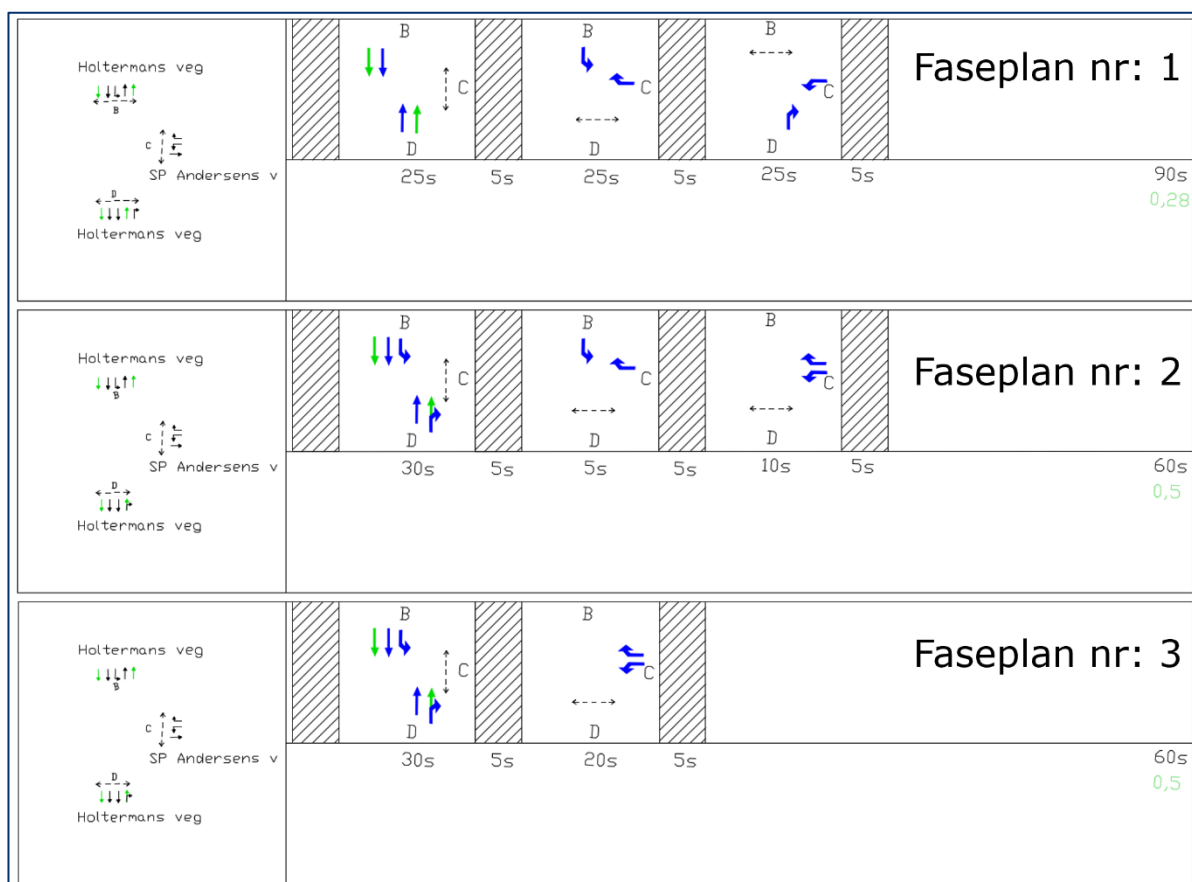 B
B
B
Faseplan nr: 1
Holtermans veg
B
C
C
C
D
SP Andersens v
D
D
D
Holtermans veg
25s
5s
25s
5s
25s
5s
90s
0,28
B
B
B
Faseplan nr: 2
Holtermans veg
B
C
C
C
D
SP Andersens v
D
D
D
Holtermans veg
30s
5s
5s
5s
10s
5s
60s
0,5
B
B
Faseplan nr: 3
Holtermans veg
B
C
C
C
D
SP Andersens v
D
D
Holtermans veg
30s
5s
20s
5s
60s
0,5